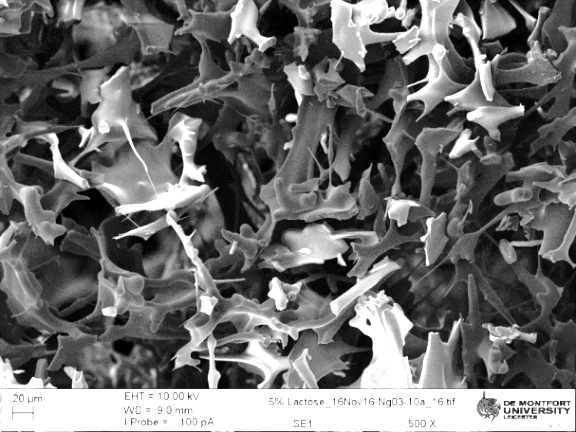 20 µm
EHT = 10.00 kV
WD = 9.0 mm
I Probe = 100 pA
5% Lactose_16Nov16-Ng03-10a_16.tif
SE1
500 X
DE MONTFORT
UNIVERSITY
LEICESTER